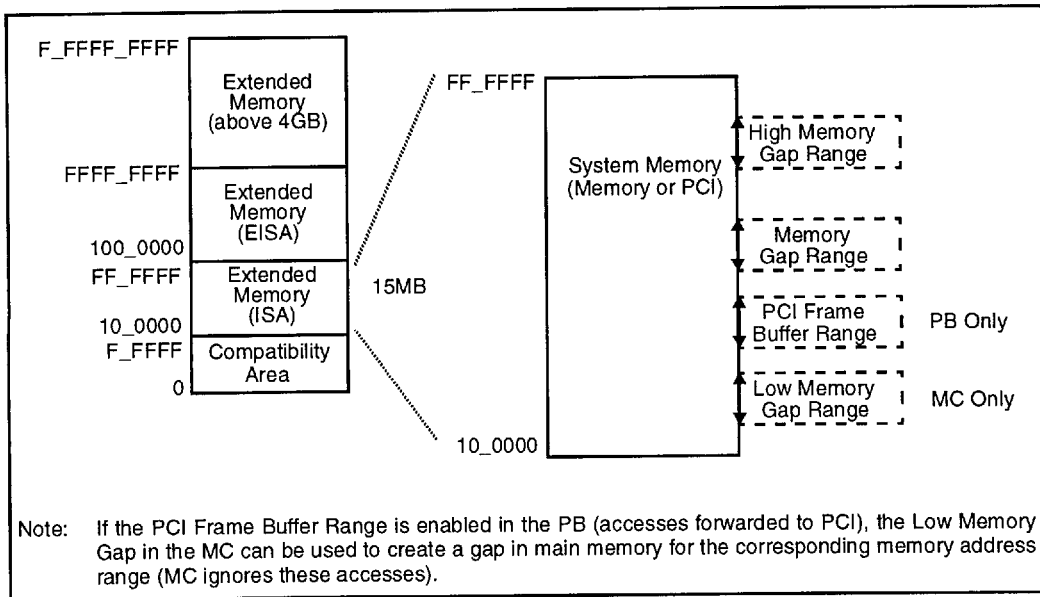 F_FFFF_FFFF
Extended
Memory
(above 4GB)
FFFF_FFFF
Extended
Memory
(EISA)
100_0000
FF_FFFF
Extended
Memory
(ISA)
10_0000
F_FFFF
Compatibility
Area
0
15MB
FF_FFFF
System Memory
(Memory or PCI)
10_0000
High Memory
Gap Range
Memory
Gap Range
PCI Frame
Buffer Range
PB Only
Low Memory
Gap Range
MC Only
Note: If the PCI Frame Buffer Range is enabled in the PB (accesses forwarded to PCI), the Low Memory
Gap in the MC can be used to create a gap in main memory for the corresponding memory address
range (MC ignores these accesses).